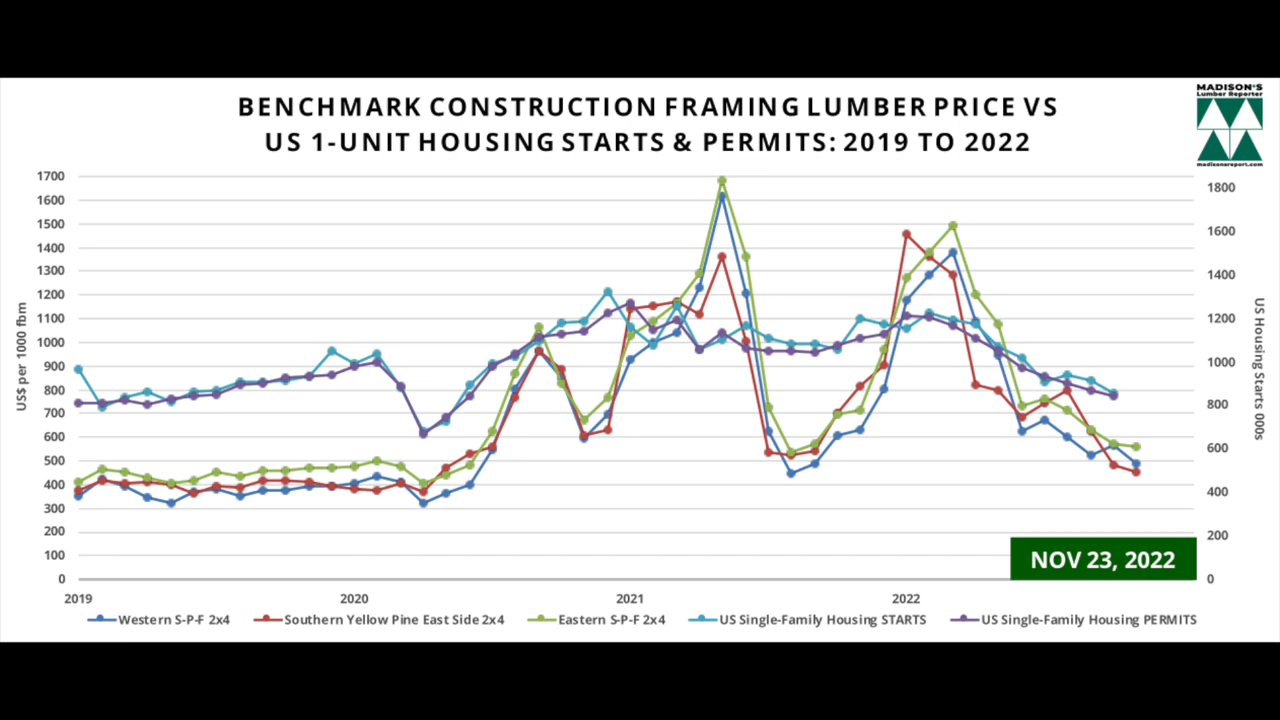 BENCHMARK CONSTRUCTION FRAMING LUMBER PRICE VS
US 1-UNIT HOUSING STARTS & PERMITS: 2019 TO 2022
MADISON'S
Lumber Reporter
madisonsreport.com
US$ per 1000 fbm
1700
1600
1500
1400
1300
1200
1100
1000
900
800
700
600
500
400
300
200
100
0
1800
1600
1400
1200
1000
800
600
400
200
0
US Housing Starts 000s
NOV 23, 2022
2019 2020 2021 2022
Western S-P-F 2x4 Southern Yellow Pine East Side 2x4 Eastern S-P-F 2x4 US Single-Family Housing STARTS US Single-Family Housing PERMITS